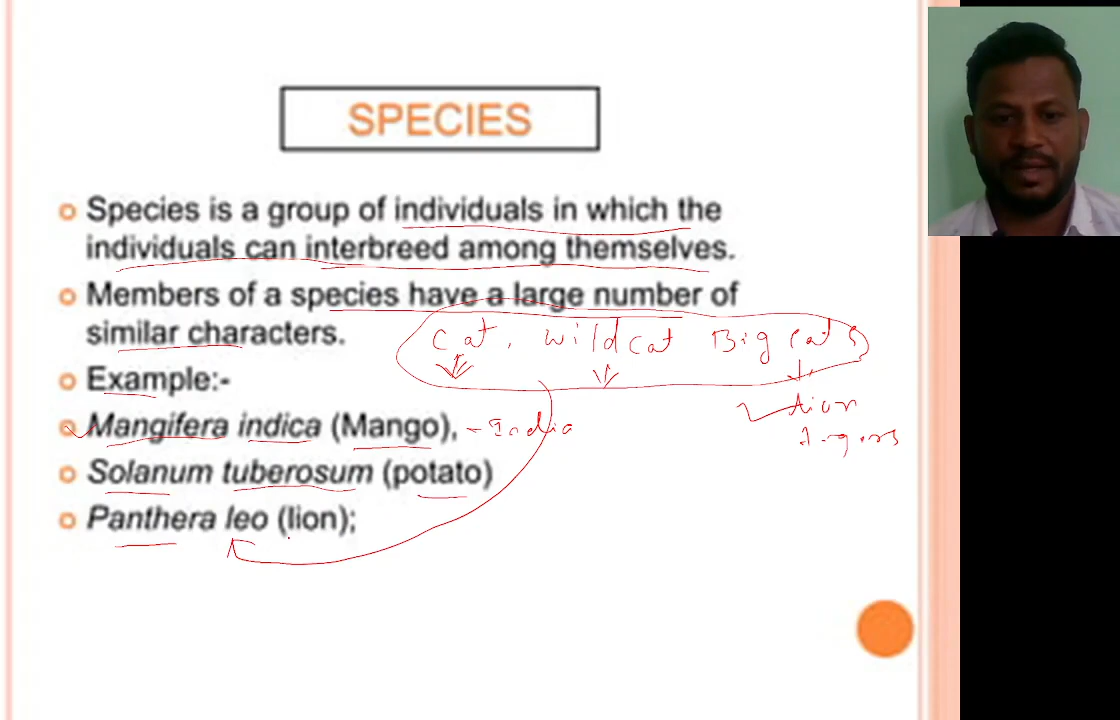 SPECIES
Species is a group of individuals in which the
individuals can interbreed among themselves.
Members of a species have a large number of
similar characters.
cat, wildcat Big cats
Example:-
lion
Mangifera indica (Mango), - India
Solanum tuberosum (potato)
Panthera leo (lion);